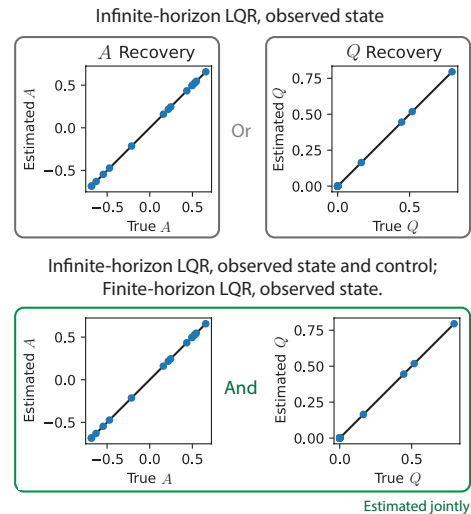 Infinite-horizon LQR, observed state
A Recovery
Estimated A
0.5
0.0
−0.5
−0.5
0.0
0.5
True A
Or
Q Recovery
Estimated Q
0.75
0.50
0.25
0.00
0.0
0.5
True Q
Infinite-horizon LQR, observed state and control;
Finite-horizon LQR, observed state.
Estimated A
0.5
0.0
−0.5
−0.5
0.0
0.5
True A
And
Estimated Q
0.75
0.50
0.25
0.00
0.0
0.5
True Q
Estimated jointly